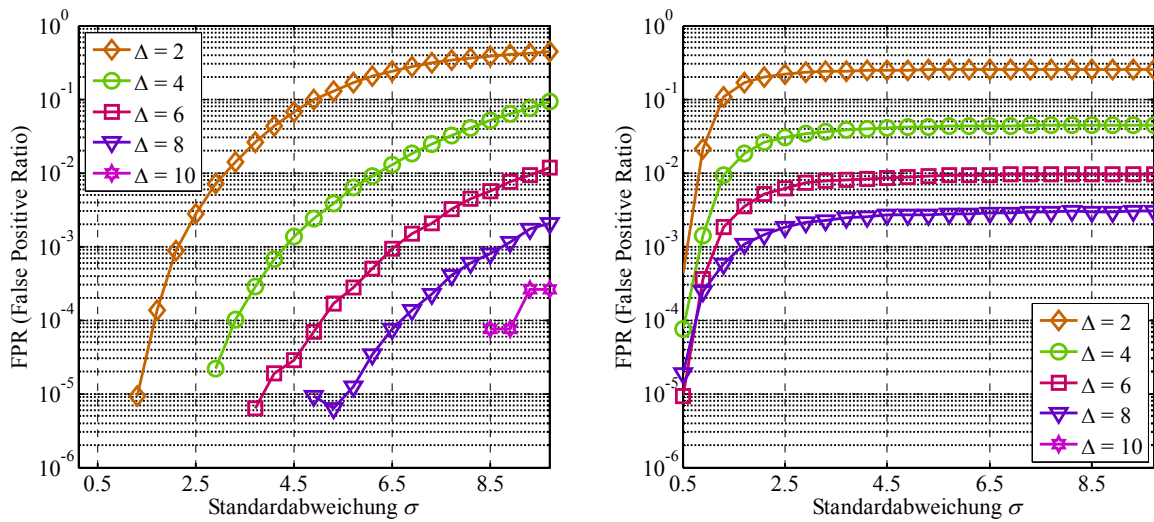 10^0
10^-1
10^-2
10^-3
10^-4
10^-5
10^-6
FPR (False Positive Ratio)
Δ = 2
Δ = 4
Δ = 6
Δ = 8
Δ = 10
0.5 2.5 4.5 6.5 8.5
Standardabweichung σ
10^0
10^-1
10^-2
10^-3
10^-4
10^-5
10^-6
FPR (False Positive Ratio)
Δ = 2
Δ = 4
Δ = 6
Δ = 8
Δ = 10
0.5 2.5 4.5 6.5 8.5
Standardabweichung σ